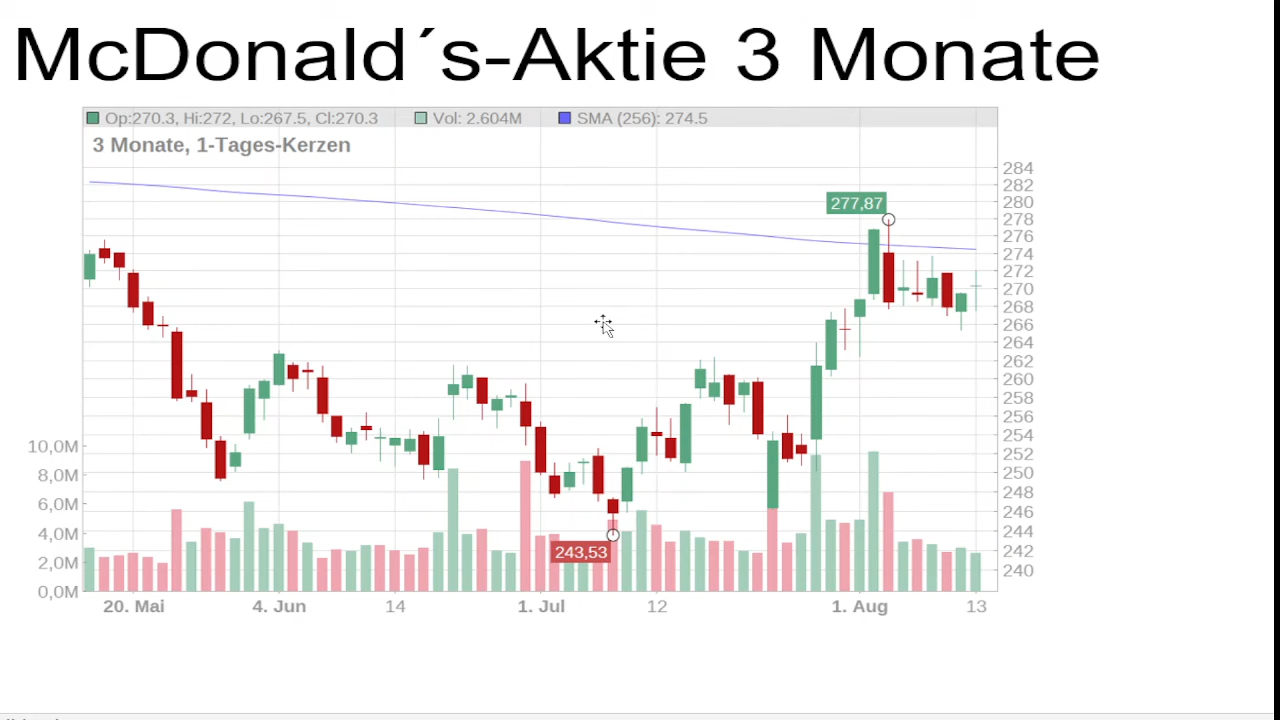 McDonald´s-Aktie 3 Monate
Op:270.3, Hi:272, Lo:267.5, Cl:270.3 Vol: 2.604M SMA (256): 274.5
3 Monate, 1-Tages-Kerzen
284
282
277,87
280
278
276
274
272
270
268
266
264
262
260
258
256
10,0M
254
252
8,0M
250
248
6,0M
246
4,0M
244
243,53
242
2,0M
240
0,0M
20. Mai 4. Jun 14 1. Jul 12 1. Aug 13